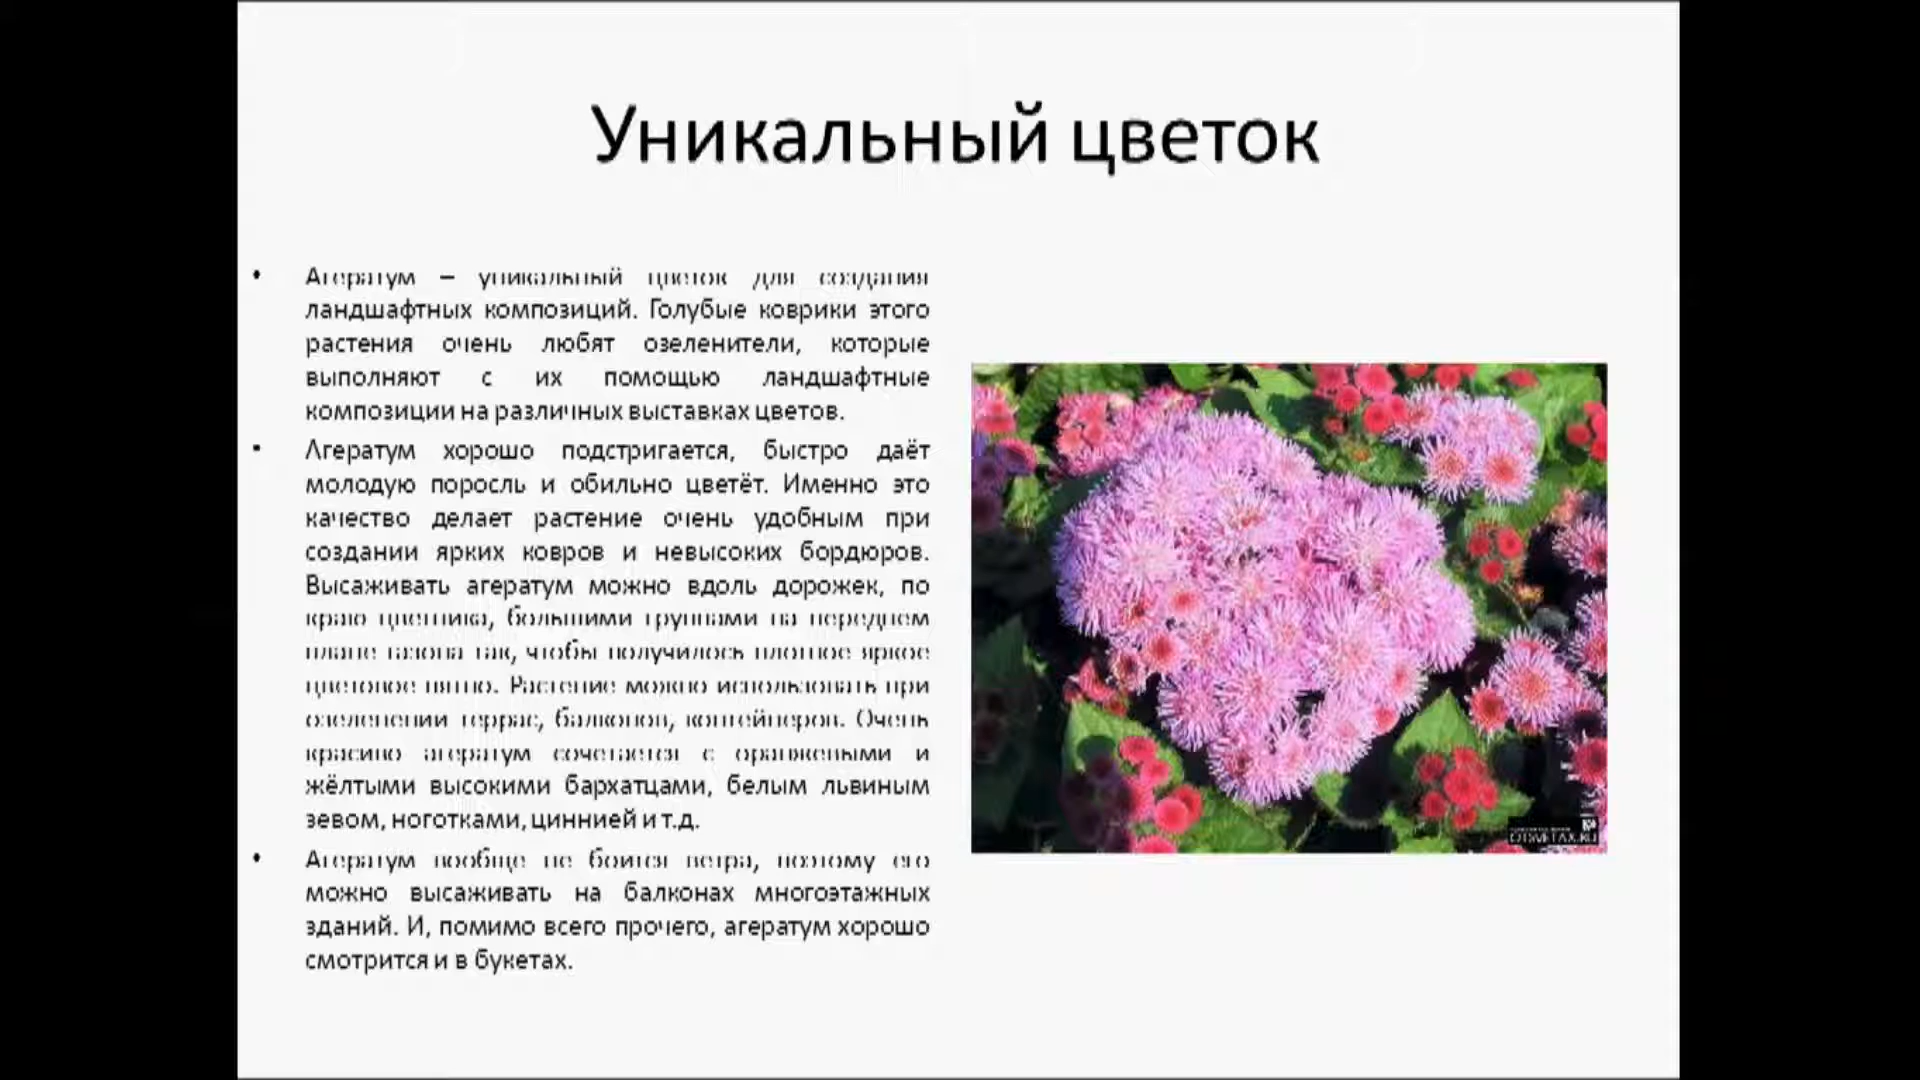 Уникальный цветок
• Агератум – уникальный цветок для создания
ландшафтных композиций. Голубые коврики этого
растения очень любят озеленители, которые
выполняют с их помощью ландшафтные
композиции на различных выставках цветов.
• Агератум хорошо подстригается, быстро даёт
молодую поросль и обильно цветёт. Именно это
качество делает растение очень удобным при
создании ярких ковров и невысоких бордюров.
Высаживать агератум можно вдоль дорожек, по
краю цветника, большими группами на переднем
плане газона так, чтобы получилось плотное яркое
цветовое пятно. Растение можно использовать при
озеленении террас, балконов, контейнеров. Очень
красиво агератум сочетается с оранжевыми и
жёлтыми высокими бархатцами, белым львиным
зевом, ноготками, циннией и т.д.
• Агератум вообще не боится ветра, поэтому его
можно высаживать на балконах многоэтажных
зданий. И, помимо всего прочего, агератум хорошо
смотрится и в букетах.